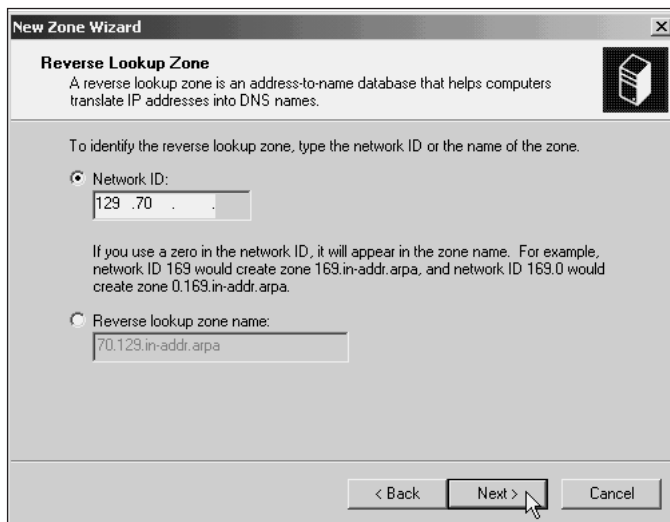 New Zone Wizard
Reverse Lookup Zone
A reverse lookup zone is an address-to-name database that helps computers
translate IP addresses into DNS names.
To identify the reverse lookup zone, type the network ID or the name of the zone.
Network ID:
129 .70 . .
If you use a zero in the network ID, it will appear in the zone name. For example,
network ID 169 would create zone 169.in-addr.arpa, and network ID 169.0 would
create zone 0.169.in-addr.arpa.
Reverse lookup zone name:
70.129.in-addr.arpa
< Back Next > Cancel